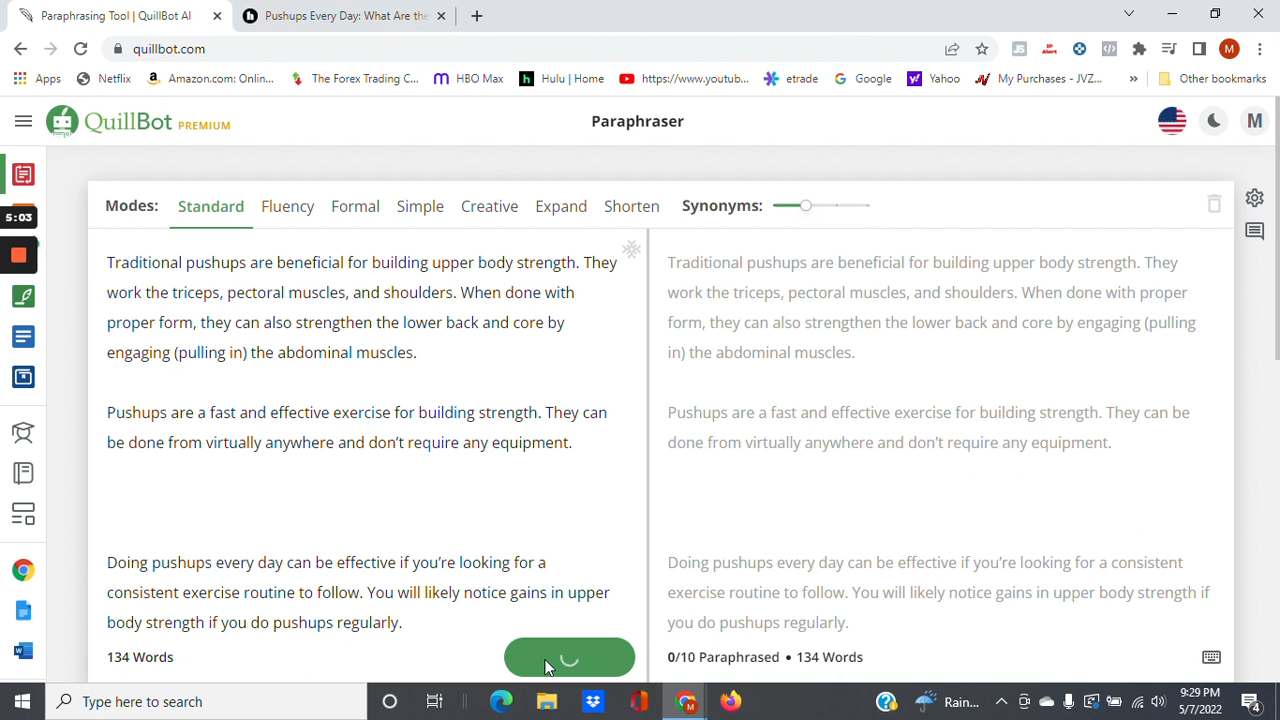 Paraphrasing Tool | QuillBot AI
Pushups Every Day: What Are the
quillbot.com
Apps
Netflix
Amazon.com: Onlin...
The Forex Trading C...
HBO Max
Hulu | Home
https://www.youtub...
etrade
Google
Yahoo
My Purchases - JVZ...
»
Other bookmarks
QuillBot PREMIUM
Paraphraser
M
5:03
Modes: Standard Fluency Formal Simple Creative Expand Shorten Synonyms:
Traditional pushups are beneficial for building upper body strength. They
work the triceps, pectoral muscles, and shoulders. When done with
proper form, they can also strengthen the lower back and core by
engaging (pulling in) the abdominal muscles.
Pushups are a fast and effective exercise for building strength. They can
be done from virtually anywhere and don't require any equipment.
Doing pushups every day can be effective if you're looking for a
consistent exercise routine to follow. You will likely notice gains in upper
body strength if you do pushups regularly.
134 Words
Traditional pushups are beneficial for building upper body strength. They
work the triceps, pectoral muscles, and shoulders. When done with proper
form, they can also strengthen the lower back and core by engaging (pulling
in) the abdominal muscles.
Pushups are a fast and effective exercise for building strength. They can be
done from virtually anywhere and don't require any equipment.
Doing pushups every day can be effective if you're looking for a consistent
exercise routine to follow. You will likely notice gains in upper body strength if
you do pushups regularly.
0/10 Paraphrased • 134 Words
Type here to search
Rain...
9:29 PM
5/7/2022
4